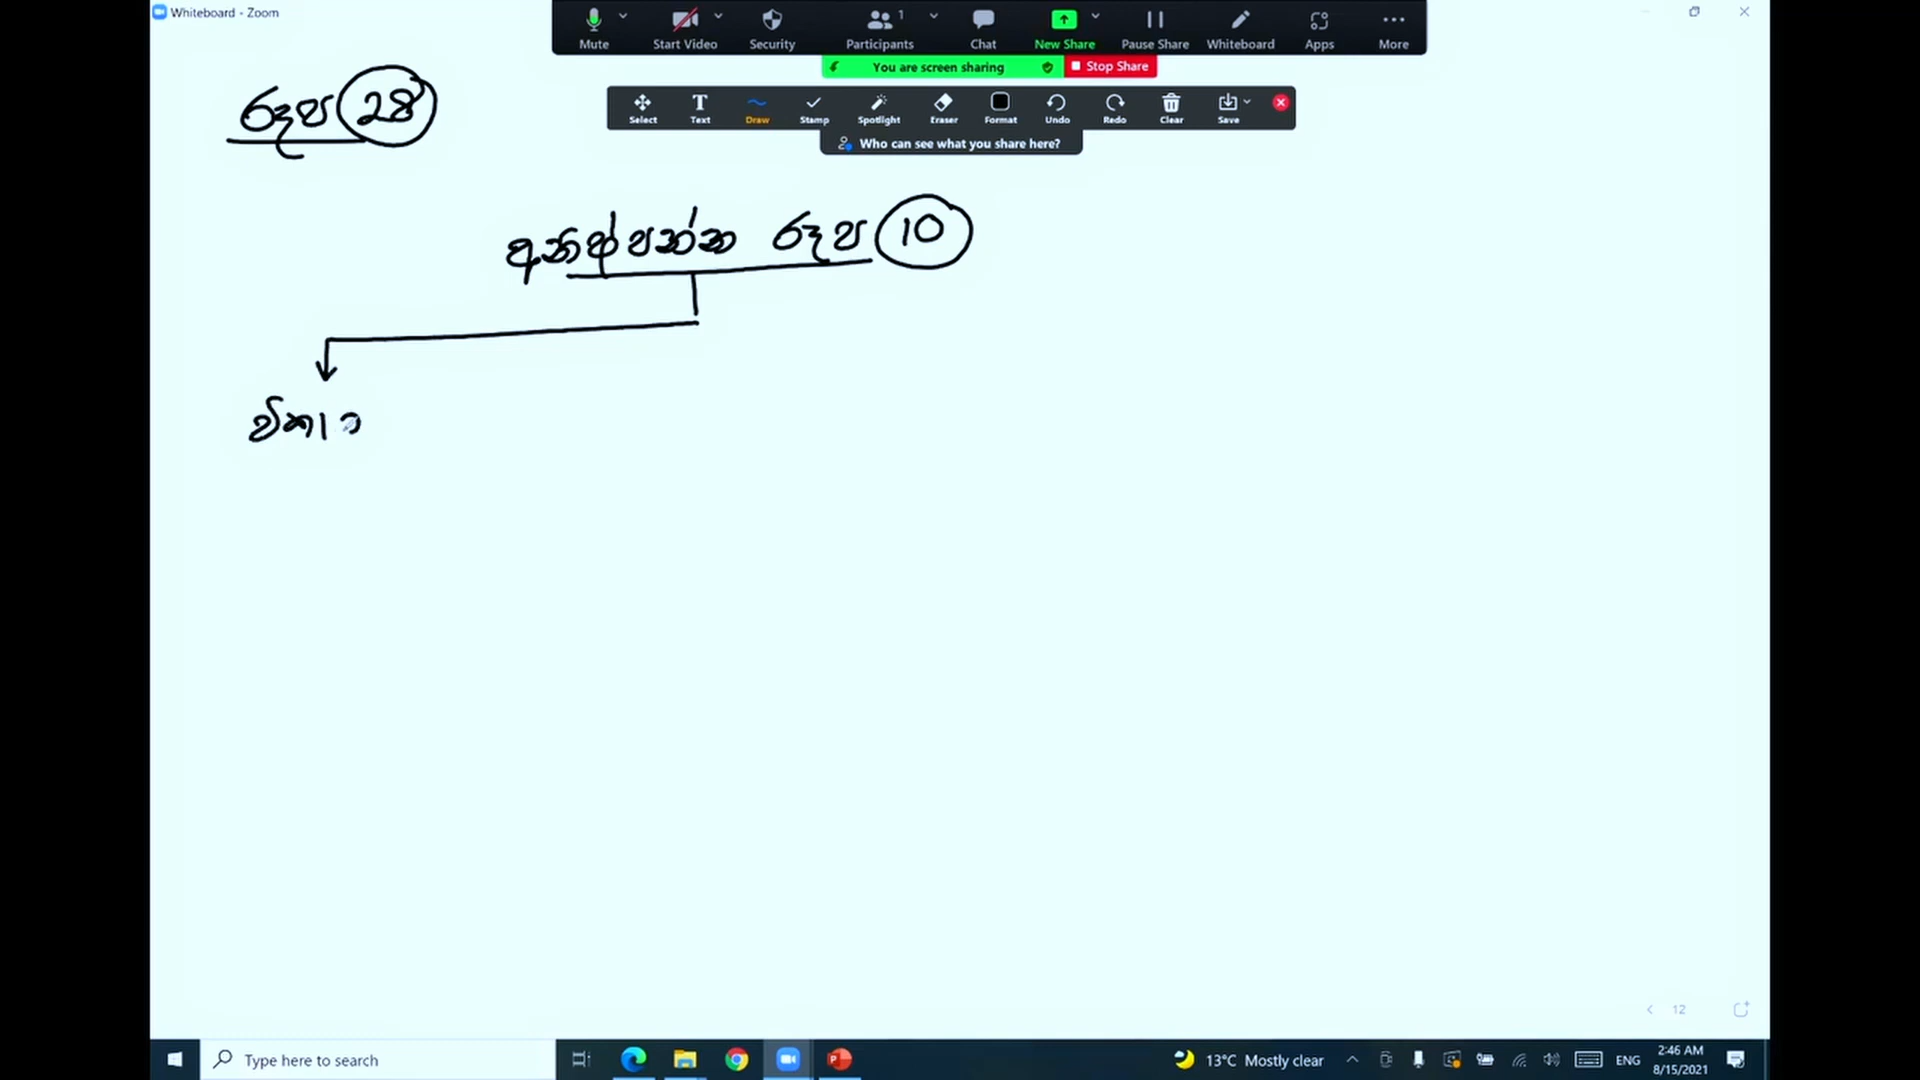 Whiteboard - Zoom
Mute Start Video Security Participants 1 Chat New Share Pause Share Whiteboard Apps More
You are screen sharing Stop Share
Select Text Draw Stamp Spotlight Eraser Format Undo Redo Clear Save
Who can see what you share here?
රූප 28
රූප 10
12
Type here to search
13°C Mostly clear ENG 2:46 AM
8/15/2021